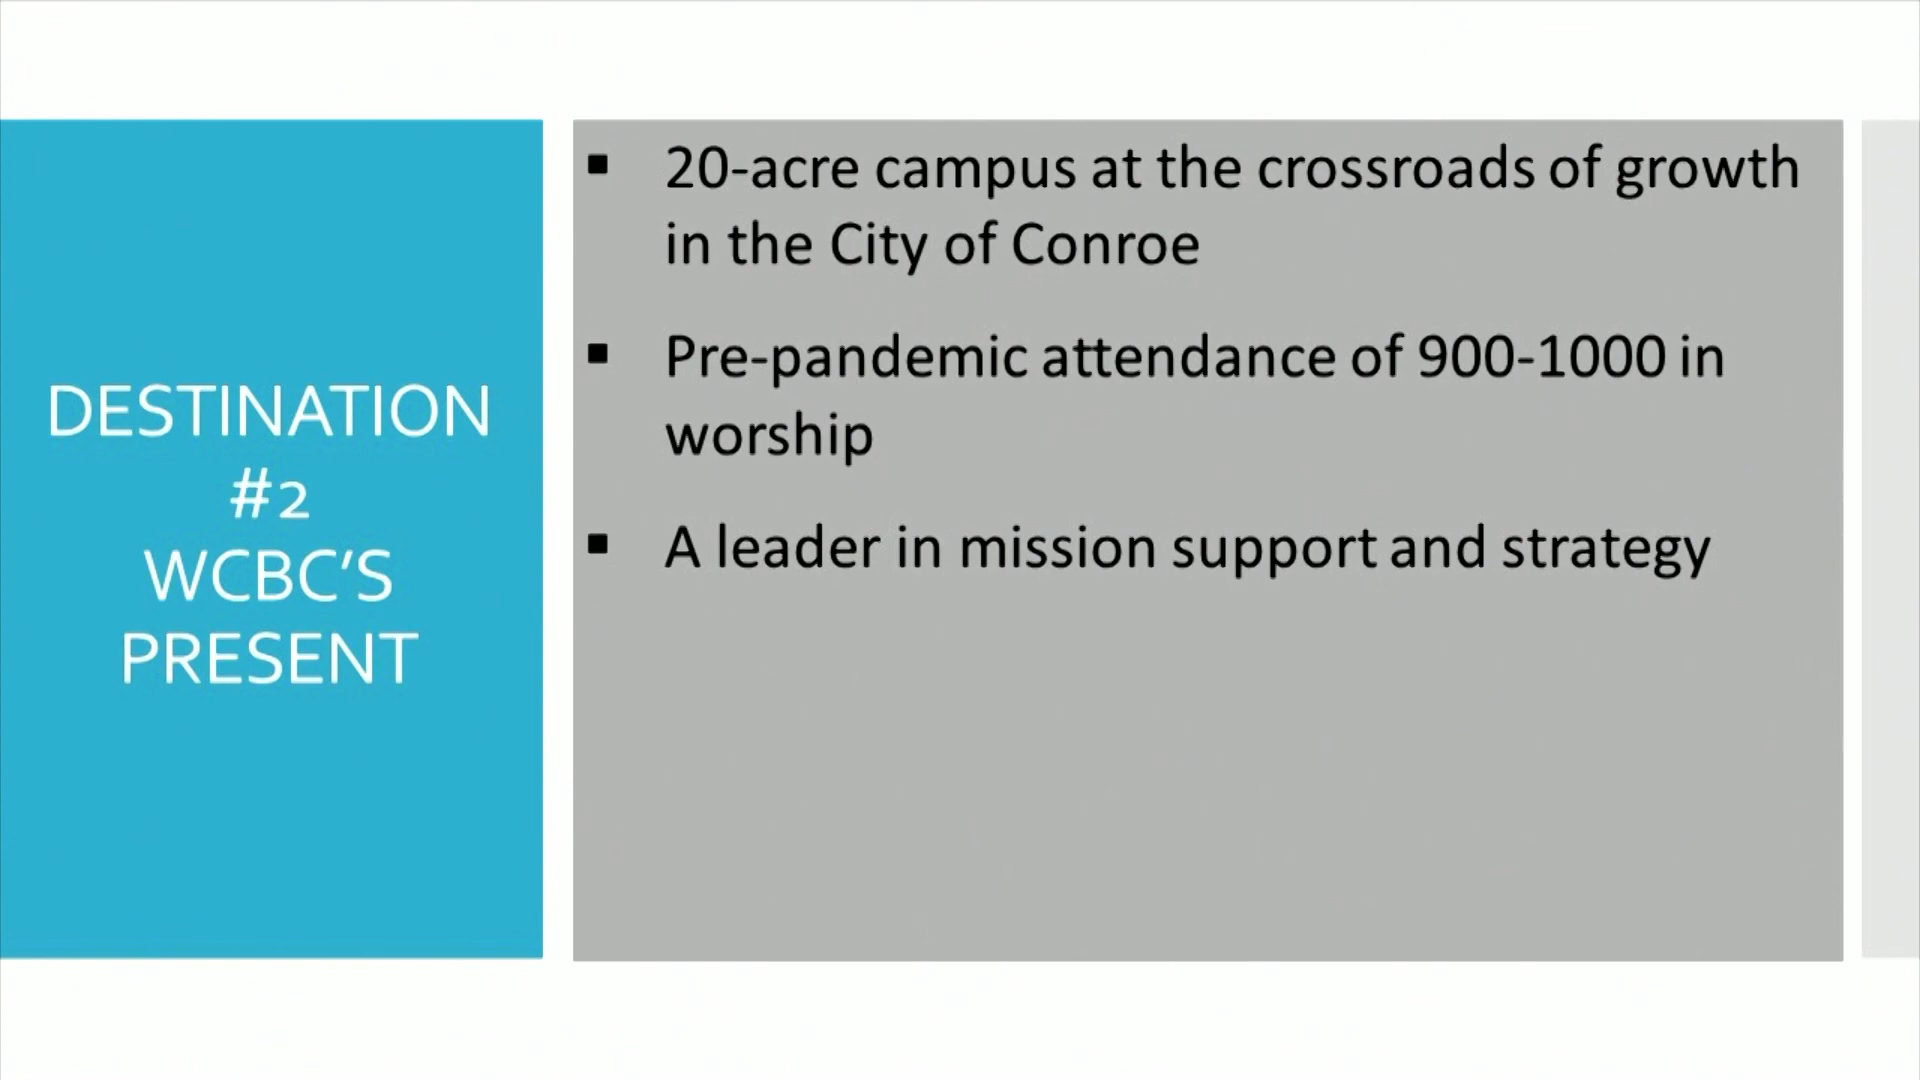 DESTINATION
#2
WCBC’S
PRESENT
▪ 20-acre campus at the crossroads of growth
in the City of Conroe
▪ Pre-pandemic attendance of 900-1000 in
worship
▪ A leader in mission support and strategy